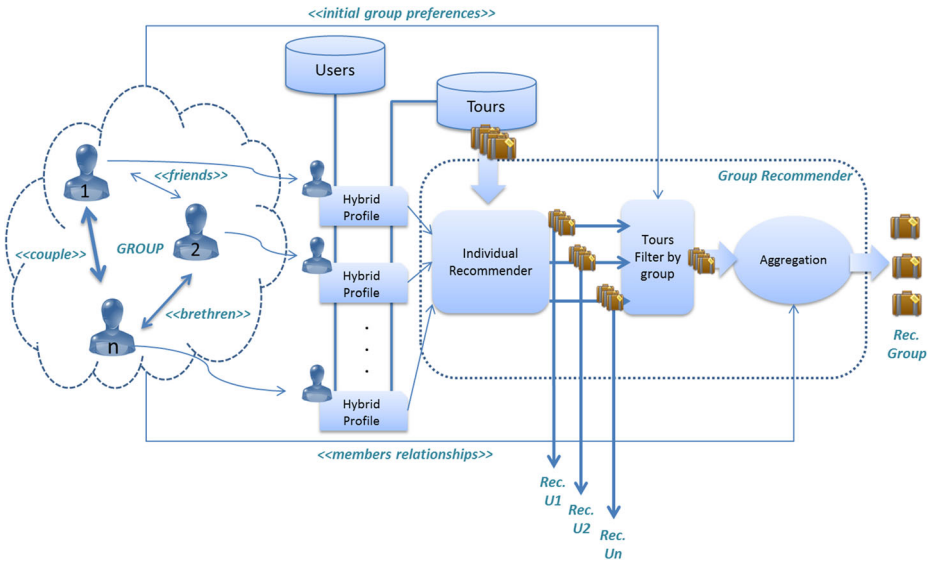 <<initial group preferences>>
Users
Tours
1
<<friends>>
2
GROUP
<<couple>>
<<brethren>>
n
Hybrid
Profile
Hybrid
Profile
.
.
.
Hybrid
Profile
Group Recommender
Individual
Recommender
Tours
Filter by
group
Aggregation
Rec.
Group
<<members relationships>>
Rec.
U1
Rec.
U2
Rec.
Un